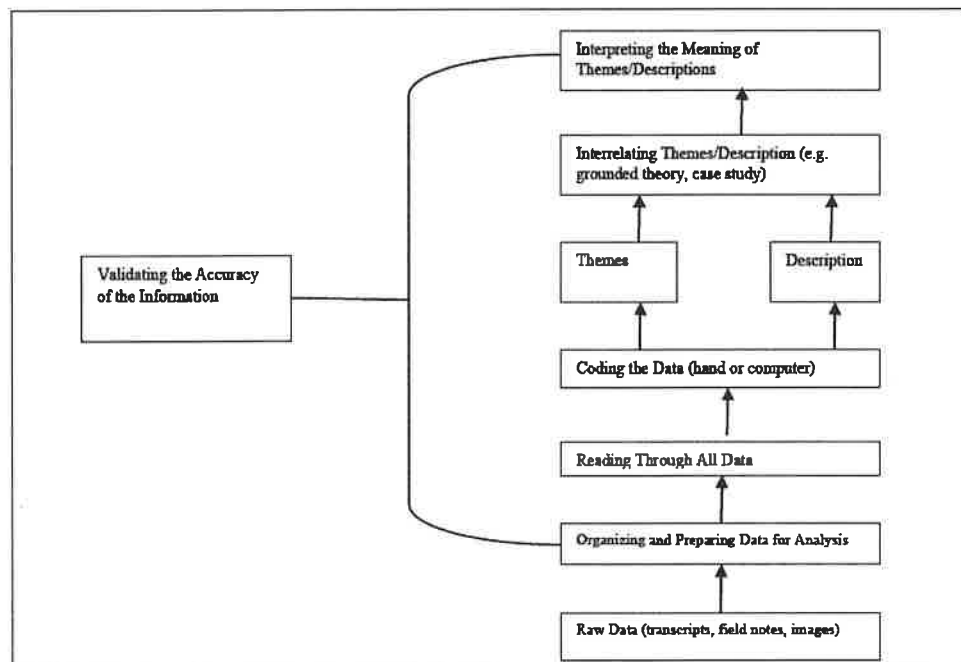 Interpreting the Meaning of
Themes/Descriptions
Interrelating Themes/Description (e.g.
grounded theory, case study)
Themes
Description
Validating the Accuracy
of the Information
Coding the Data (hand or computer)
Reading Through All Data
Organizing and Preparing Data for Analysis
Raw Data (transcripts, field notes, images)